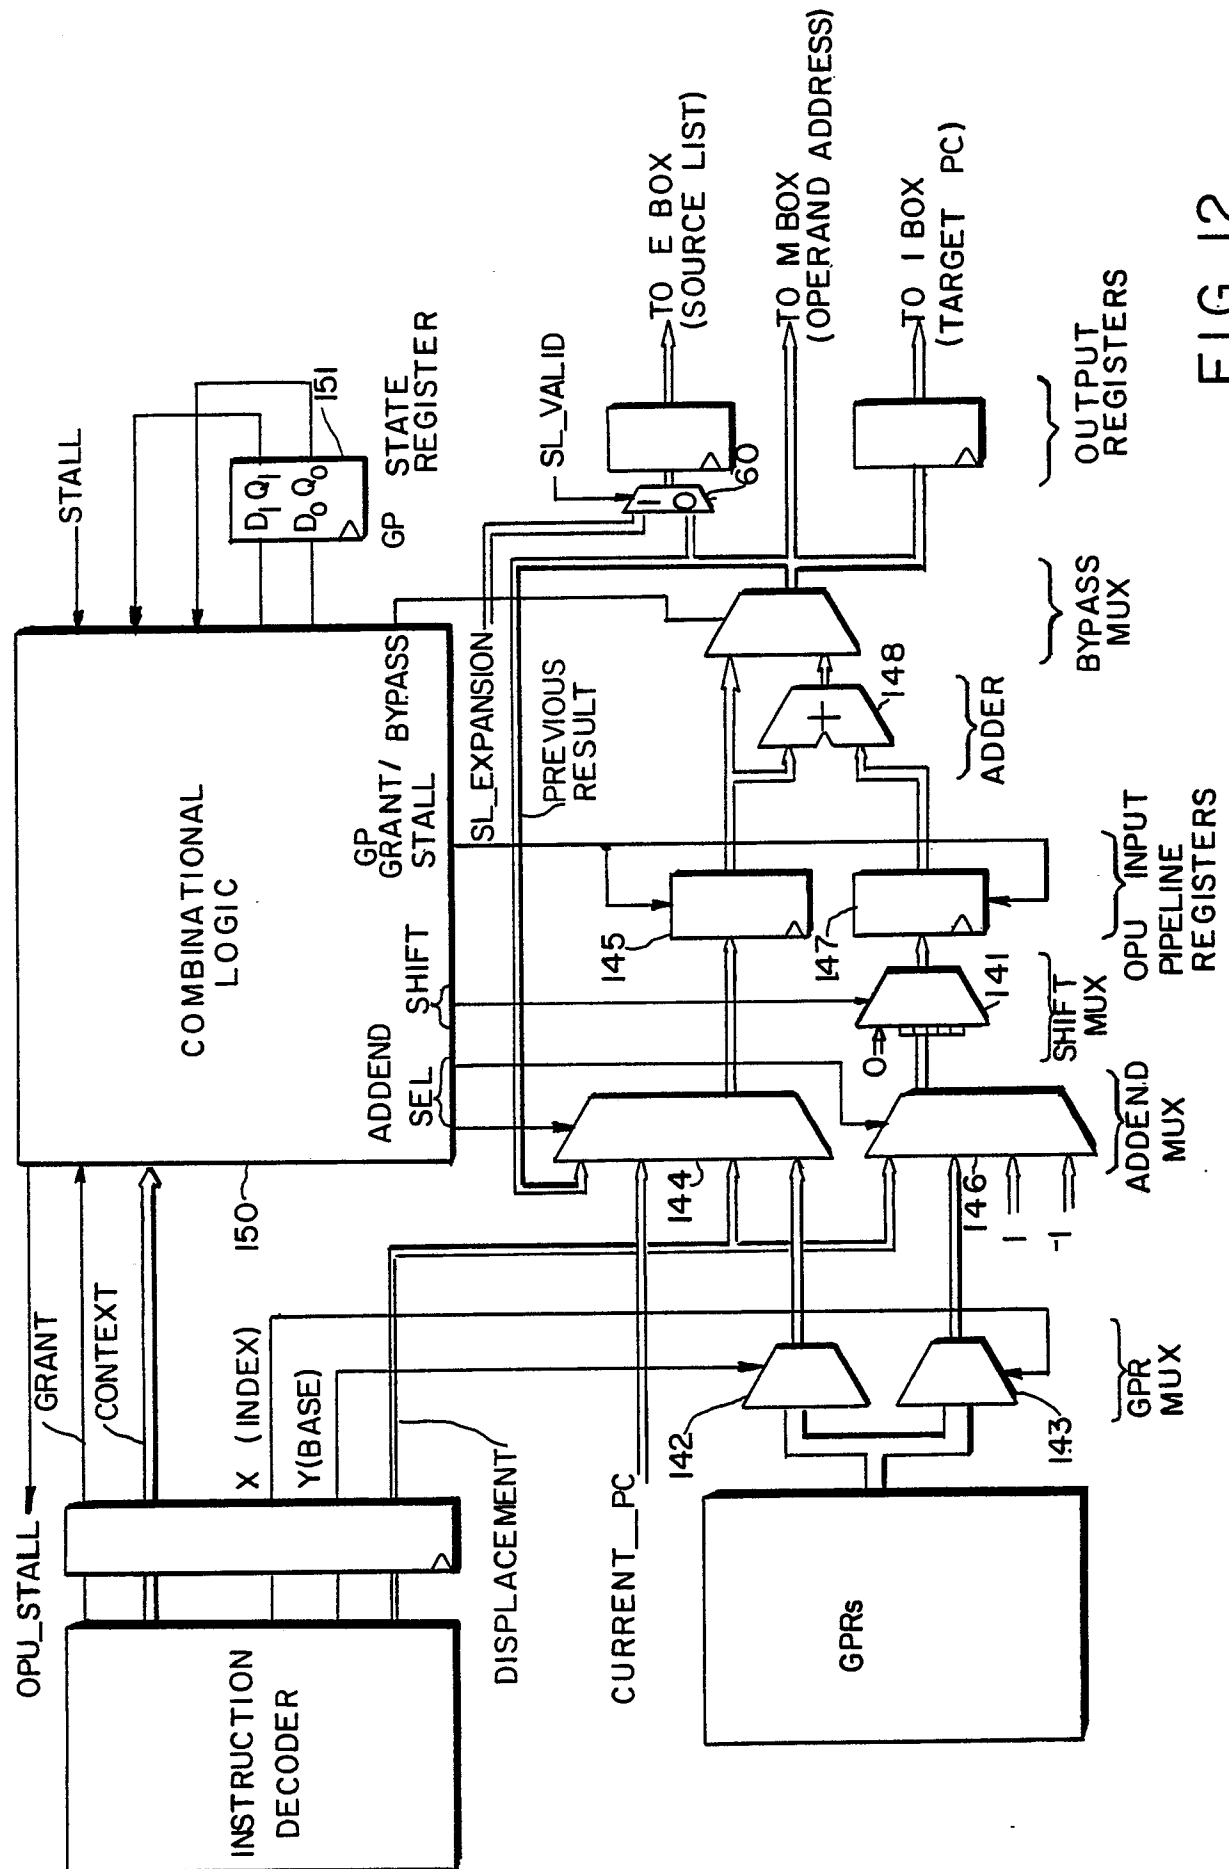 OPU_STALL
GRANT
CONTEXT
X (INDEX)
Y(BASE)
INSTRUCTION
DECODER
DISPLACEMENT
CURRENT_PC
GPRs
150
COMBINATIONAL
LOGIC
STALL
D1 Q1
D0 Q0
GP
STATE
REGISTER
151
ADDEND
SEL
SHIFT
GP
GRANT/
STALL
BYPASS
SL_EXPANSION
PREVIOUS
RESULT
SL_VALID
1
0
60
TO E BOX
(SOURCE LIST)
TO M BOX
(OPERAND ADDRESS)
TO I BOX
(TARGET PC)
142
143
144
146
1
-1
0
141
145
147
+
148
GPR
MUX
ADDEND
MUX
SHIFT
MUX
OPU INPUT
PIPELINE
REGISTERS
ADDER
BYPASS
MUX
OUTPUT
REGISTERS
FIG. 12